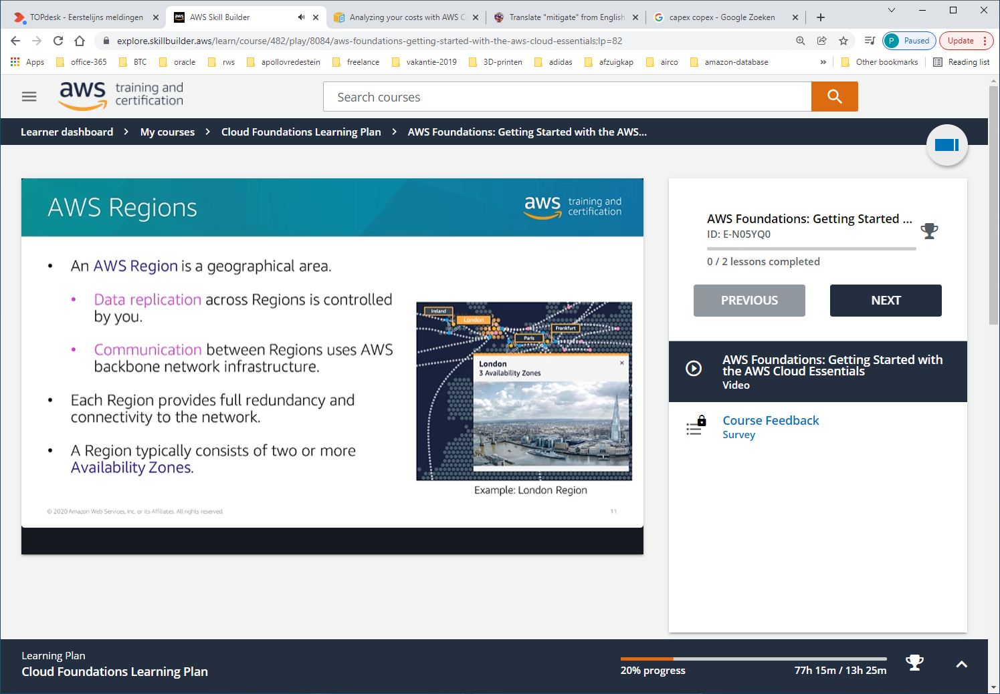 TOPdesk - Eerstelijns meldingen
AWS Skill Builder
Analyzing your costs with AWS C
Translate "mitigate" from English
capex copex - Google Zoeken
explore.skillbuilder.aws/learn/course/482/play/8084/aws-foundations-getting-started-with-the-aws-cloud-essentials;lp=82
P Paused
Update
Apps
office-365
BTC
oracle
rws
apollovredestein
freelance
vakantie-2019
3D-printen
adidas
afzuigkap
airco
amazon-database
»
Other bookmarks
Reading list
aws training and certification
Search courses
Learner dashboard > My courses > Cloud Foundations Learning Plan > AWS Foundations: Getting Started with the AWS...
AWS Regions
aws training and certification
• An AWS Region is a geographical area.
• Data replication across Regions is controlled
by you.
• Communication between Regions uses AWS
backbone network infrastructure.
• Each Region provides full redundancy and
connectivity to the network.
• A Region typically consists of two or more
Availability Zones.
Ireland
London
Frankfurt
Paris
London
3 Availability Zones
Example: London Region
© 2020 Amazon Web Services, Inc. or its Affiliates. All rights reserved.
11
AWS Foundations: Getting Started ...
ID: E-N05YQ0
0 / 2 lessons completed
PREVIOUS
NEXT
AWS Foundations: Getting Started with
the AWS Cloud Essentials
Video
Course Feedback
Survey
Learning Plan
Cloud Foundations Learning Plan
20% progress
77h 15m / 13h 25m